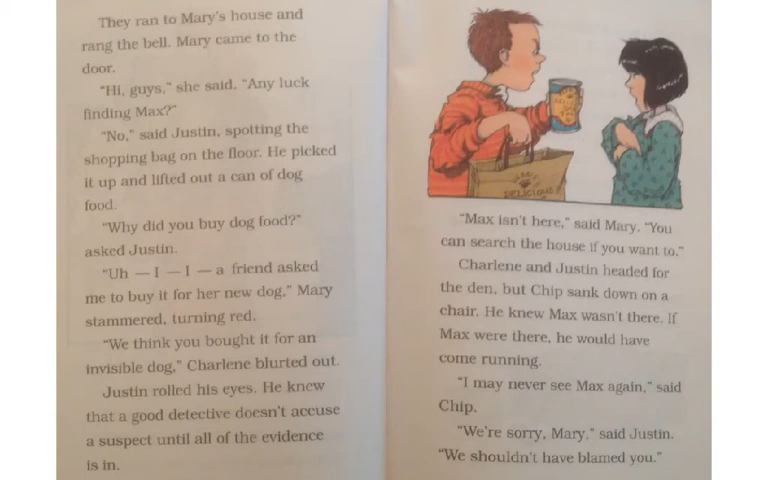 They ran to Mary's house and
rang the bell. Mary came to the
door.
"Hi, guys," she said. "Any luck
finding Max?"
"No," said Justin, spotting the
shopping bag on the floor. He picked
it up and lifted out a can of dog
food.
"Why did you buy dog food?"
asked Justin.
"Uh — I — I — a friend asked
me to buy it for her new dog," Mary
stammered, turning red.
"We think you bought it for an
invisible dog," Charlene blurted out.
Justin rolled his eyes. He knew
that a good detective doesn't accuse
a suspect until all of the evidence
is in.
DELICIOUS
"Max isn't here," said Mary. "You
can search the house if you want to."
Charlene and Justin headed for
the den, but Chip sank down on a
chair. He knew Max wasn't there. If
Max were there, he would have
come running.
"I may never see Max again," said
Chip.
"We're sorry, Mary," said Justin.
"We shouldn't have blamed you."